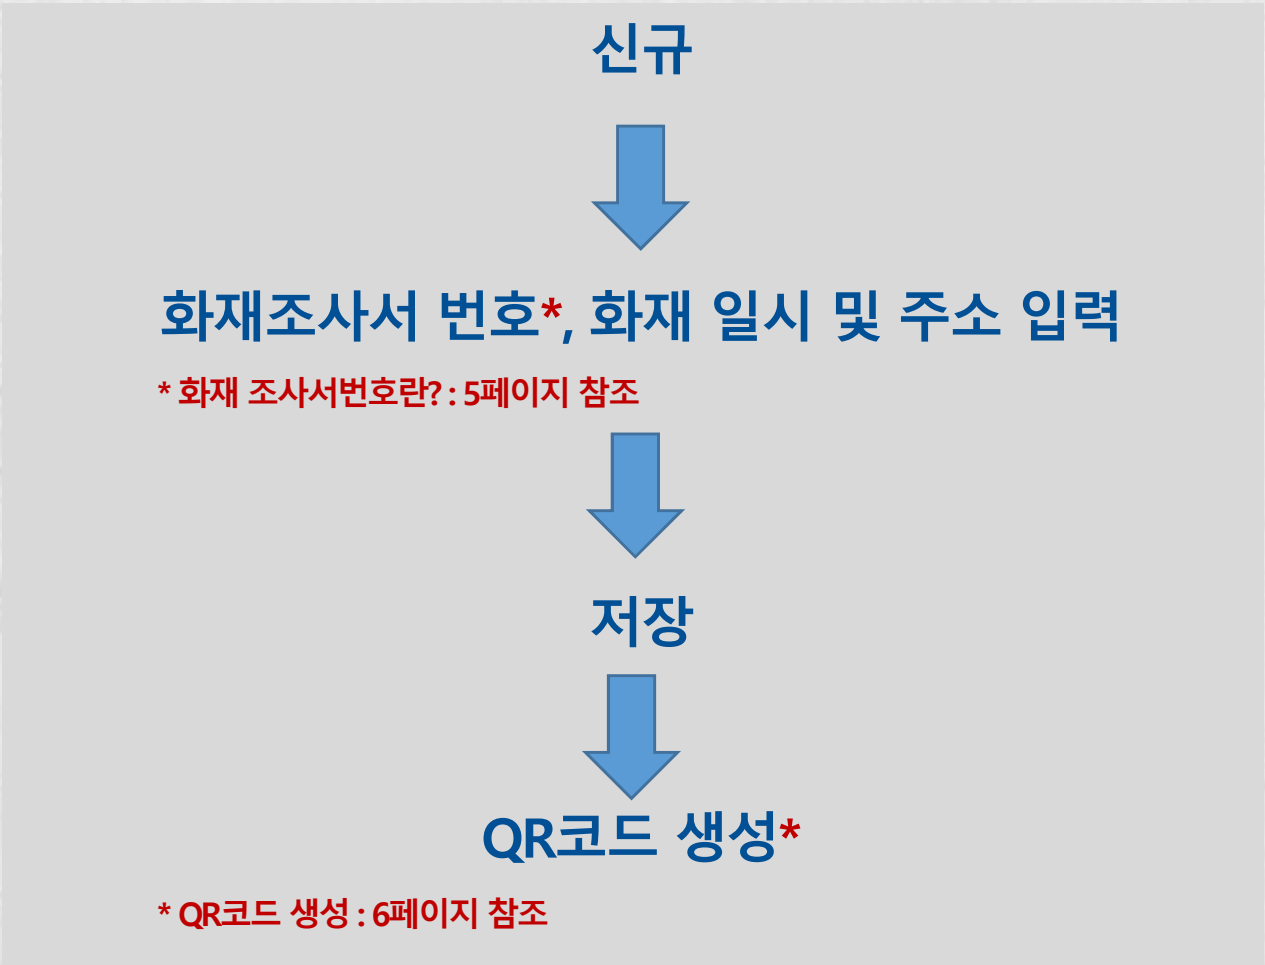 신규
화재조사서 번호*, 화재 일시 및 주소 입력
* 화재 조사서번호란? : 5페이지 참조
저장
QR코드 생성*
* QR코드 생성 : 6페이지 참조